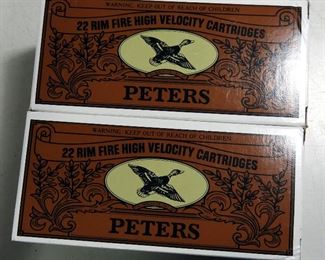 WARNING: KEEP OUT OF REACH OF CHILDREN
22 RIM FIRE HIGH VELOCITY CARTRIDGES
PETERS
WARNING: KEEP OUT OF REACH OF CHILDREN
22 RIM FIRE HIGH VELOCITY CARTRIDGES
PETERS